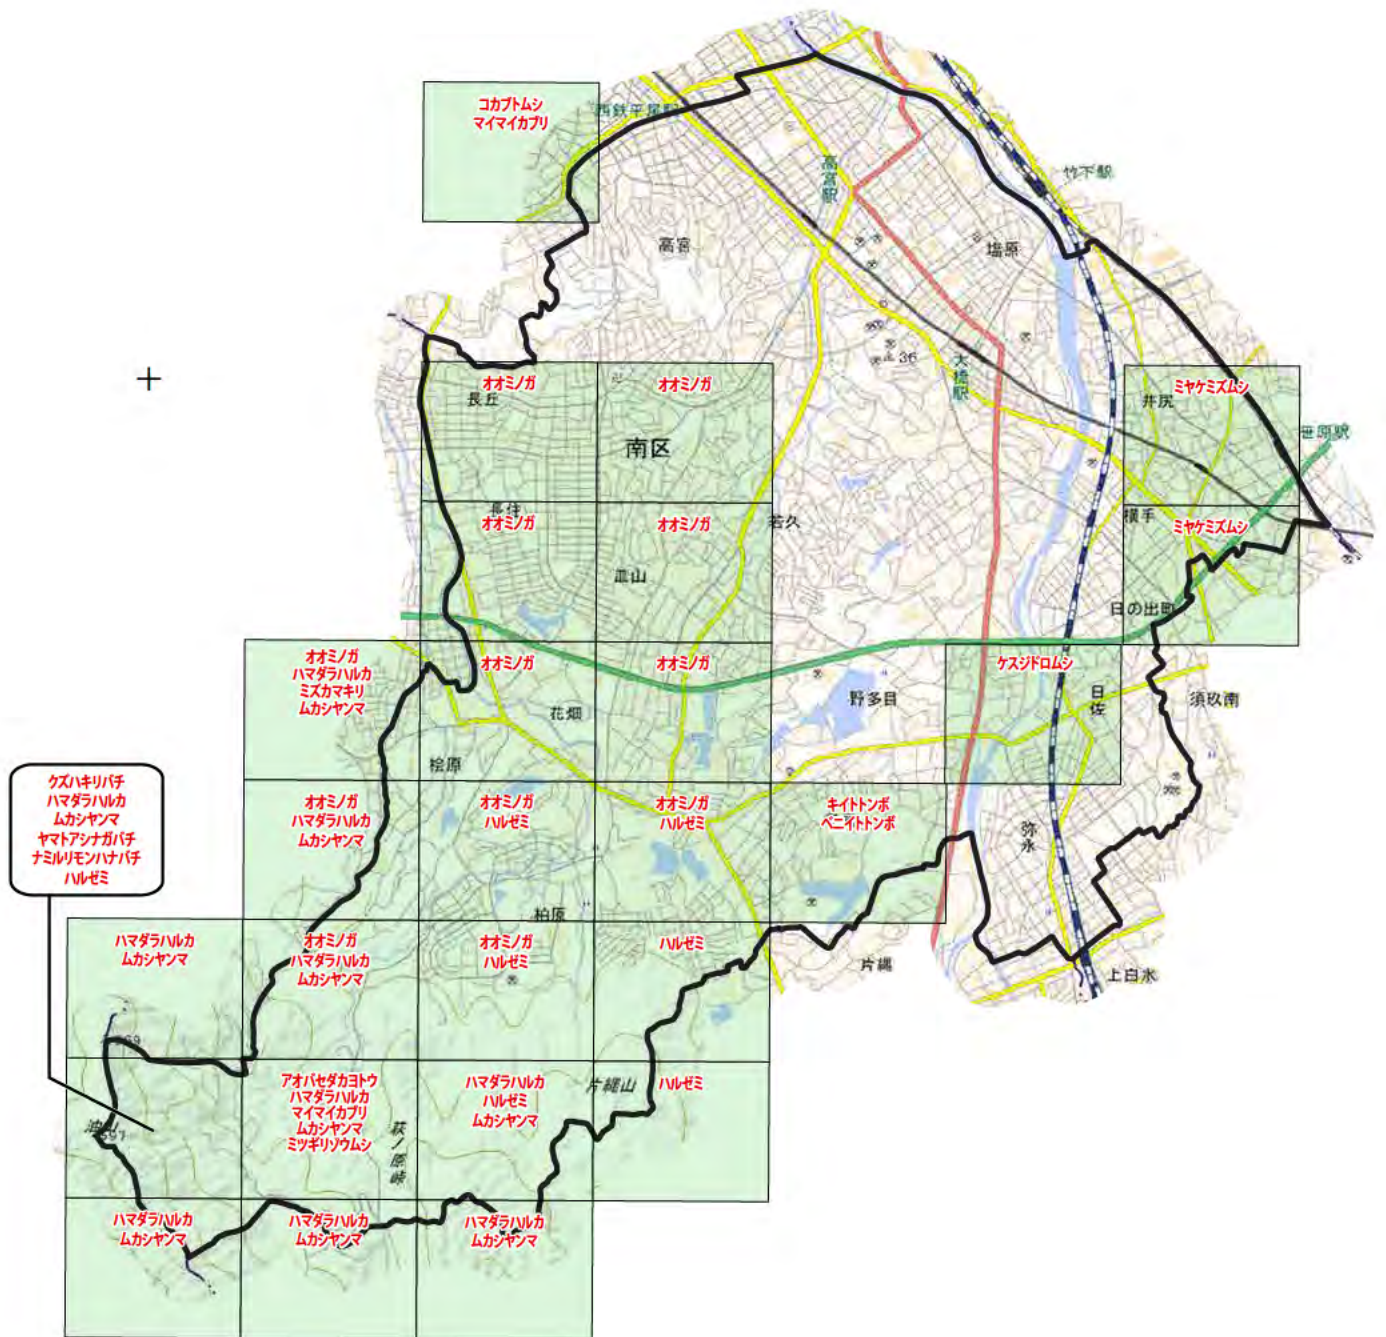 コカブトムシ
マイマイカブリ
西鉄平尾駅
高宮駅
竹下駅
高宮
塩原
36
大橋駅
オオミノガ
長丘
オオミノガ
南区
井尻
ミヤケミズムシ
笹原駅
長住
オオミノガ
オオミノガ
若久
横手
ミヤケミズムシ
皿山
日の出町
オオミノガ
ハマダラハルカ
ミズカマキリ
ムカシヤンマ
オオミノガ
オオミノガ
ケスジドロムシ
花畑
野多目
日佐
須玖南
桧原
クズハキリバチ
ハマダラハルカ
ムカシヤンマ
ヤマトアシナガバチ
ナミルリモンハナバチ
ハルゼミ
オオミノガ
ハマダラハルカ
ムカシヤンマ
オオミノガ
ハルゼミ
オオミノガ
ハルゼミ
キイトトンボ
ベニイトトンボ
弥永
柏原
ハマダラハルカ
ムカシヤンマ
オオミノガ
ハマダラハルカ
ムカシヤンマ
オオミノガ
ハルゼミ
ハルゼミ
片縄
上白水
アオバセダカヨトウ
ハマダラハルカ
マイマイカブリ
ムカシヤンマ
ミツギリゾウムシ
ハマダラハルカ
ハルゼミ
ムカシヤンマ
片縄山
ハルゼミ
油山
597
荻ノ原峠
ハマダラハルカ
ムカシヤンマ
ハマダラハルカ
ムカシヤンマ
ハマダラハルカ
ムカシヤンマ